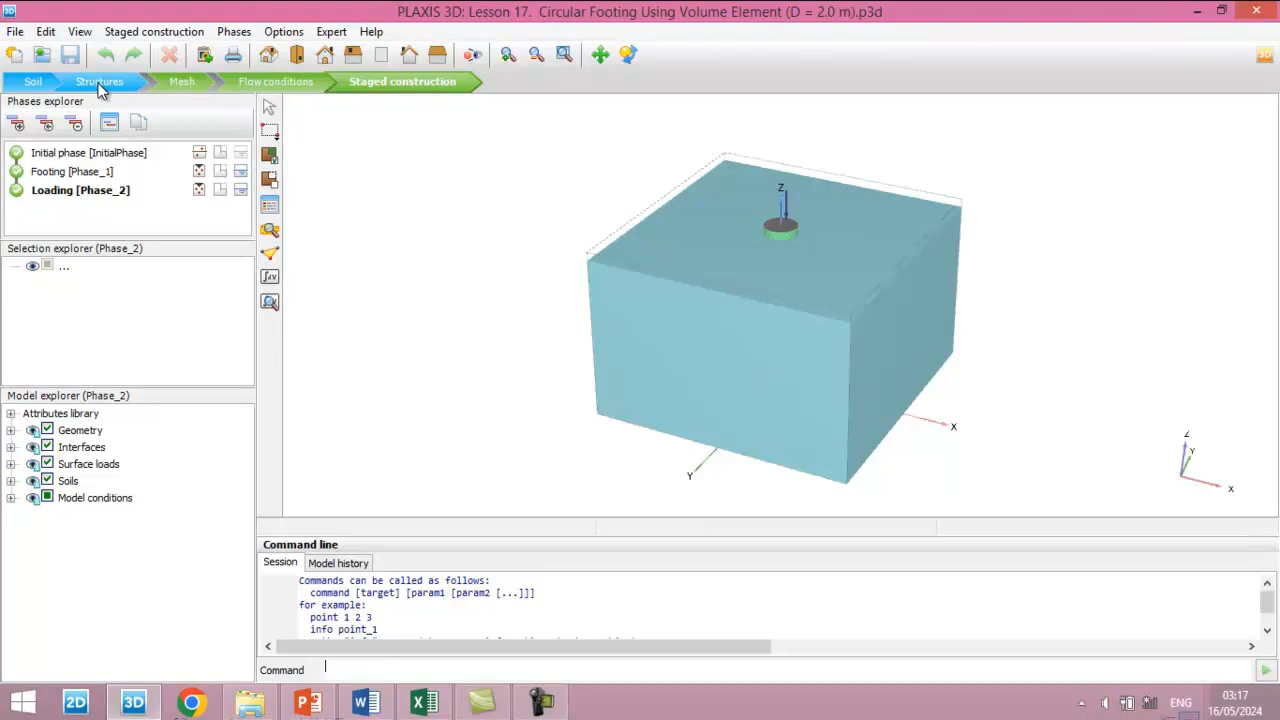 PLAXIS 3D: Lesson 17.  Circular Footing Using Volume Element (D = 2.0 m).p3d
File Edit View Staged construction Phases Options Expert Help
3D
Soil Structures Mesh Flow conditions Staged construction
Phases explorer
Initial phase [InitialPhase]
Footing [Phase_1]
Loading [Phase_2]
Selection explorer (Phase_2)
...
Model explorer (Phase_2)
Attributes library
Geometry
Interfaces
Surface loads
Soils
Model conditions
Z
X
Y
Z
Y
X
Command line
Session Model history
Commands can be called as follows:
command [target] [param1 [param2 [...]]]
for example:
point 1 2 3
info point_1
Command
2D 3D ENG 03:17
16/05/2024